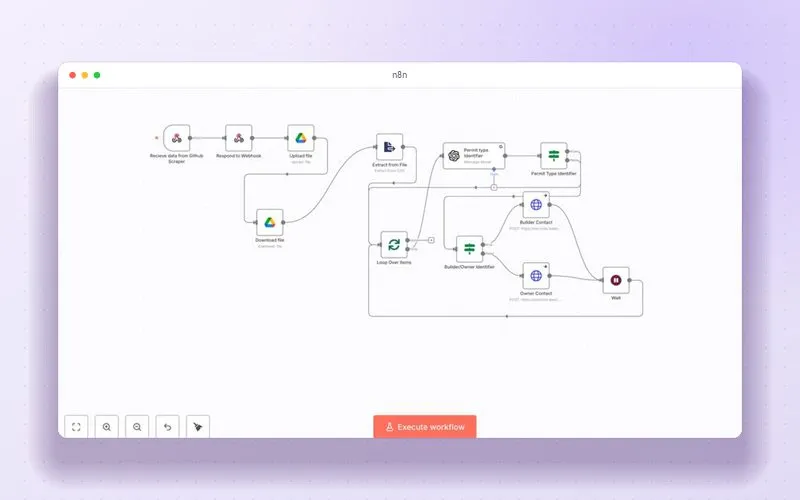 n8n
Recieve data from Github
Scraper
Respond to Webhook
Upload file
Download file
Extract from File
Permit type
Identifier
Permit Type Identifier
Loop Over Items
Builder/Owner Identifier
Builder Contact
Owner Contact
Wait
Execute workflow